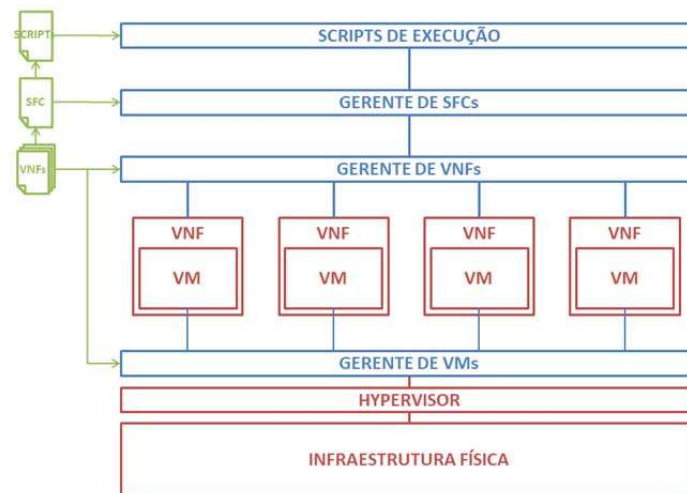 SCRIPTS
SCRIPTS DE EXECUÇÃO
SFC
GERENTE DE SFCs
VNFs
GERENTE DE VNFs
VNF VNF VNF VNF
VM VM VM VM
GERENTE DE VMs
HYPERVISOR
INFRAESTRUTURA FÍSICA